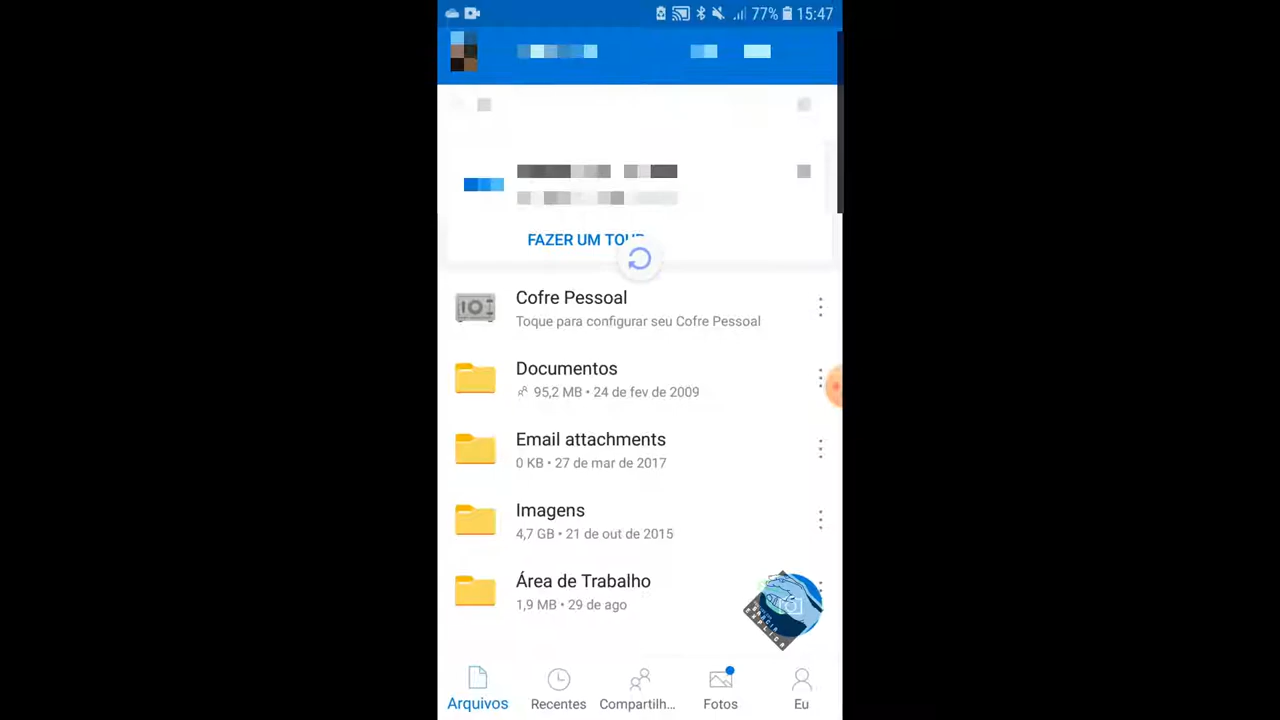 77% 15:47
FAZER UM TOUR
Cofre Pessoal
Toque para configurar seu Cofre Pessoal
Documentos
95,2 MB • 24 de fev de 2009
Email attachments
0 KB • 27 de mar de 2017
Imagens
4,7 GB • 21 de out de 2015
Área de Trabalho
1,9 MB • 29 de ago
GARCIA
EXPLICA
Arquivos Recentes Compartilh... Fotos Eu